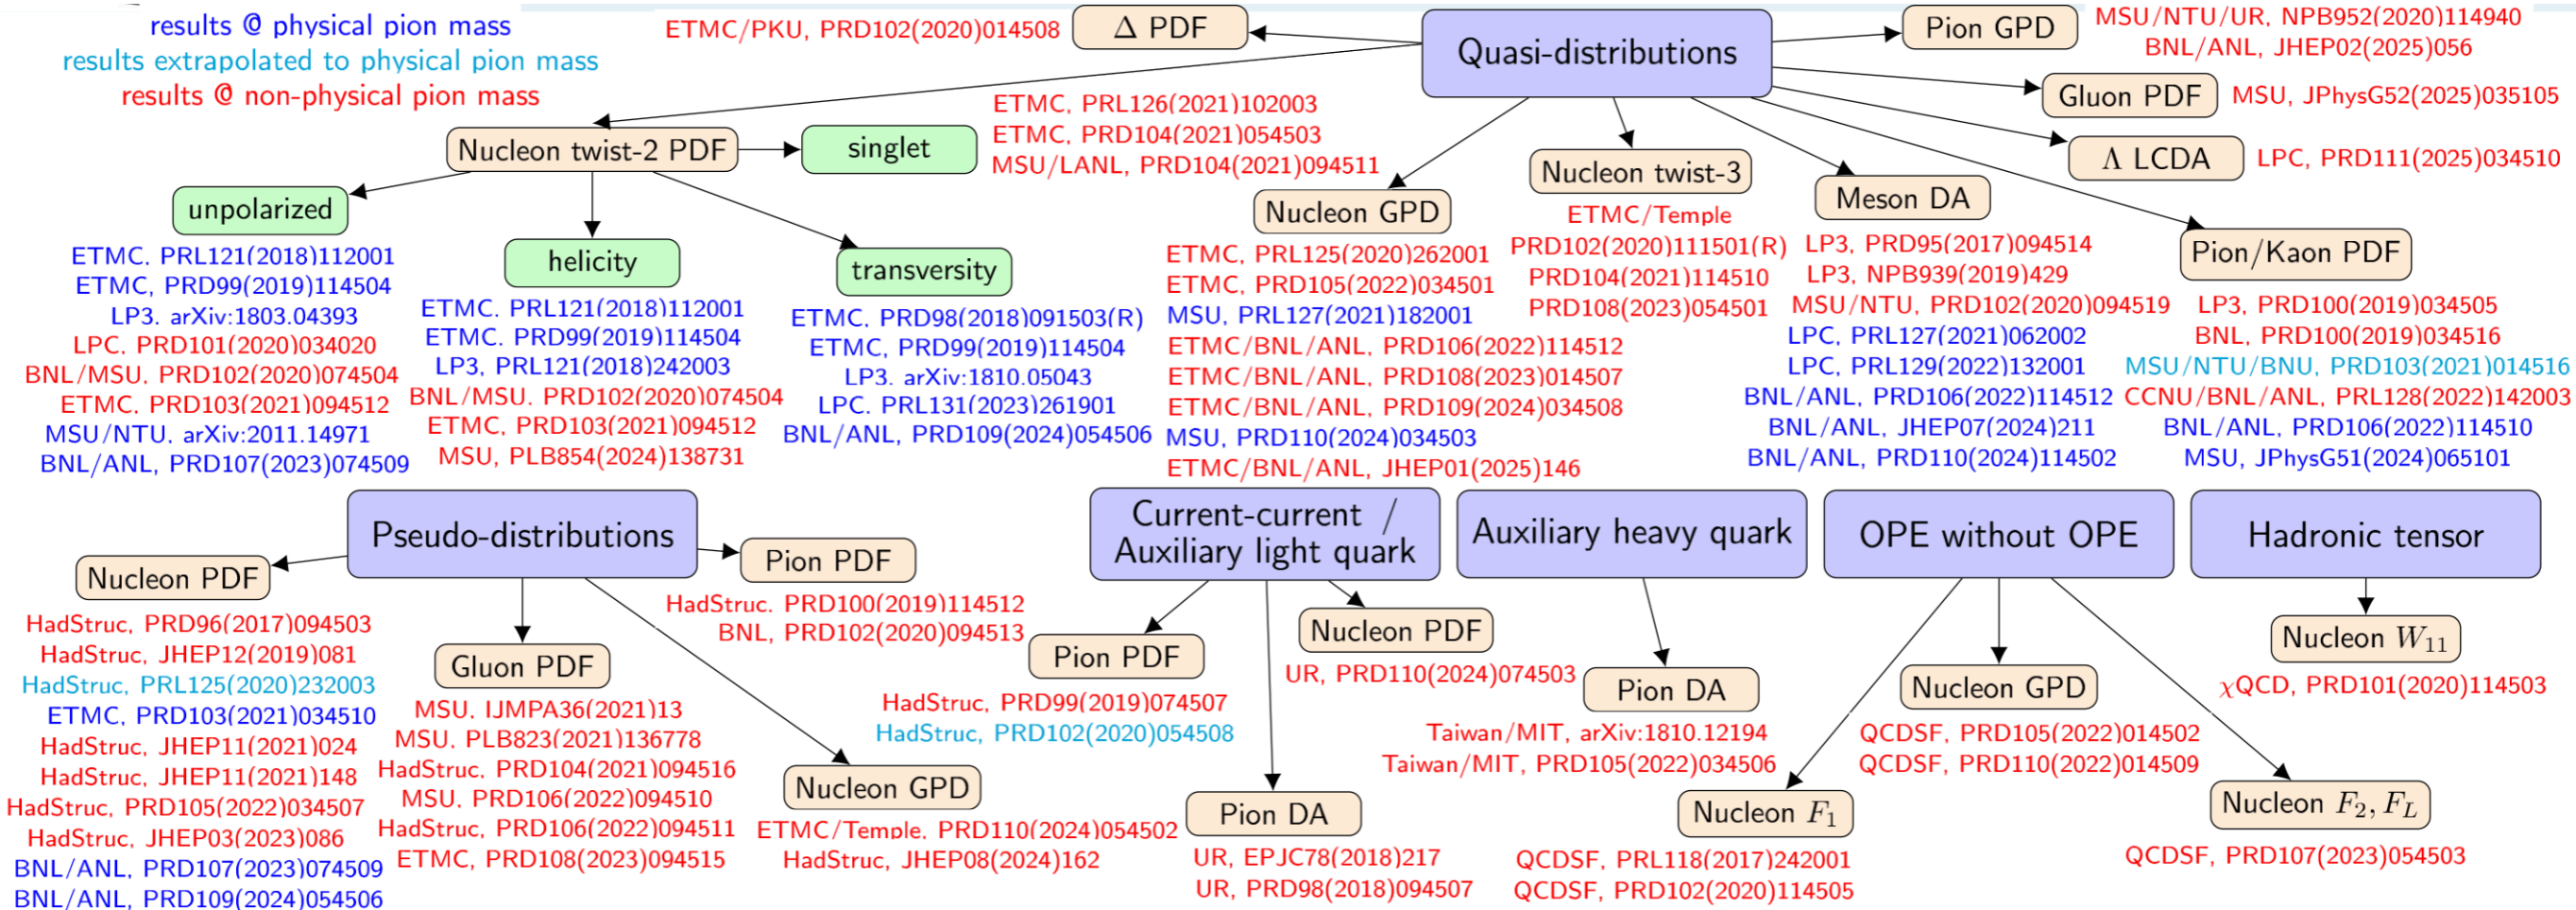 results @ physical pion mass
results extrapolated to physical pion mass
results @ non-physical pion mass
ETMC/PKU, PRD102(2020)014508
Δ PDF
Quasi-distributions
Pion GPD
MSU/NTU/UR, NPB952(2020)114940
BNL/ANL, JHEP02(2025)056
Gluon PDF
MSU, JPhysG52(2025)035105
Λ LCDA
LPC, PRD111(2025)034510
Nucleon twist-2 PDF
singlet
ETMC, PRL126(2021)102003
ETMC, PRD104(2021)054503
MSU/LANL, PRD104(2021)094511
unpolarized
ETMC, PRL121(2018)112001
ETMC, PRD99(2019)114504
LP3, arXiv:1803.04393
LPC, PRD101(2020)034020
BNL/MSU, PRD102(2020)074504
ETMC, PRD103(2021)094512
MSU/NTU, arXiv:2011.14971
BNL/ANL, PRD107(2023)074509
helicity
ETMC, PRL121(2018)112001
ETMC, PRD99(2019)114504
LP3, PRL121(2018)242003
BNL/MSU, PRD102(2020)074504
ETMC, PRD103(2021)094512
MSU, PLB854(2024)138731
transversity
ETMC, PRD98(2018)091503(R)
ETMC, PRD99(2019)114504
LP3, arXiv:1810.05043
LPC, PRL131(2023)261901
BNL/ANL, PRD109(2024)054506
Nucleon GPD
ETMC, PRL125(2020)262001
ETMC, PRD105(2022)034501
MSU, PRL127(2021)182001
ETMC/BNL/ANL, PRD106(2022)114512
ETMC/BNL/ANL, PRD108(2023)014507
ETMC/BNL/ANL, PRD109(2024)034508
MSU, PRD110(2024)034503
ETMC/BNL/ANL, JHEP01(2025)146
Nucleon twist-3
ETMC/Temple
PRD102(2020)111501(R)
PRD104(2021)114510
PRD108(2023)054501
Meson DA
LP3, PRD95(2017)094514
LP3, NPB939(2019)429
MSU/NTU, PRD102(2020)094519
LPC, PRL127(2021)062002
LPC, PRL129(2022)132001
BNL/ANL, PRD106(2022)114512
BNL/ANL, JHEP07(2024)211
BNL/ANL, PRD110(2024)114502
Pion/Kaon PDF
LP3, PRD100(2019)034505
BNL, PRD100(2019)034516
MSU/NTU/BNU, PRD103(2021)014516
CCNU/BNL/ANL, PRL128(2022)142003
BNL/ANL, PRD106(2022)114510
MSU, JPhysG51(2024)065101
Pseudo-distributions
Nucleon PDF
HadStruc, PRD96(2017)094503
HadStruc, JHEP12(2019)081
HadStruc, PRL125(2020)232003
ETMC, PRD103(2021)034510
HadStruc, JHEP11(2021)024
HadStruc, JHEP11(2021)148
HadStruc, PRD105(2022)034507
HadStruc, JHEP03(2023)086
BNL/ANL, PRD107(2023)074509
BNL/ANL, PRD109(2024)054506
Gluon PDF
MSU, IJMPA36(2021)13
MSU, PLB823(2021)136778
HadStruc, PRD104(2021)094516
MSU, PRD106(2022)094510
HadStruc, PRD106(2022)094511
ETMC, PRD108(2023)094515
Pion PDF
HadStruc, PRD100(2019)114512
BNL, PRD102(2020)094513
Nucleon GPD
ETMC/Temple, PRD110(2024)054502
HadStruc, JHEP08(2024)162
Current-current /
Auxiliary light quark
Pion PDF
HadStruc, PRD99(2019)074507
HadStruc, PRD102(2020)054508
Nucleon PDF
UR, PRD110(2024)074503
Pion DA
UR, EPJC78(2018)217
UR, PRD98(2018)094507
Auxiliary heavy quark
Pion DA
Taiwan/MIT, arXiv:1810.12194
Taiwan/MIT, PRD105(2022)034506
OPE without OPE
Nucleon F₁
QCDSF, PRL118(2017)242001
QCDSF, PRD102(2020)114505
Nucleon GPD
QCDSF, PRD105(2022)014502
QCDSF, PRD110(2022)014509
Nucleon F₂, F_L
QCDSF, PRD107(2023)054503
Hadronic tensor
Nucleon W₁₁
χQCD, PRD101(2020)114503